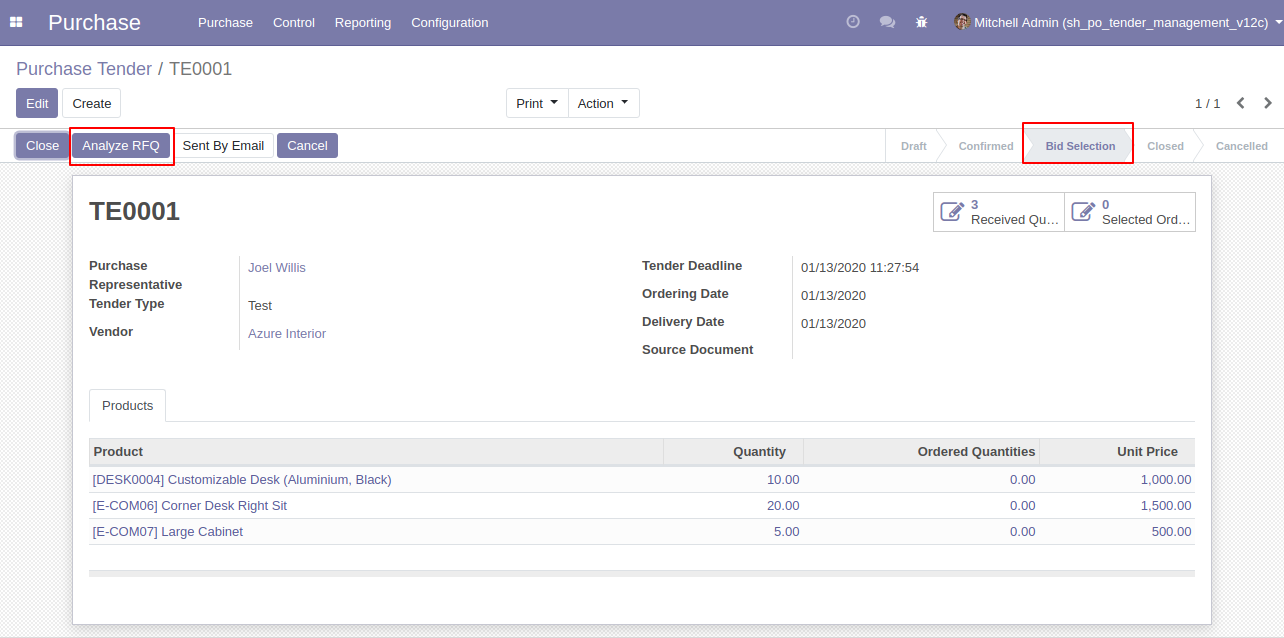 Purchase Purchase Control Reporting Configuration Mitchell Admin (sh_po_tender_management_v12c)
Purchase Tender / TE0001
Edit Create Print Action 1 / 1
Close Analyze RFQ Sent By Email Cancel Draft Confirmed Bid Selection Closed Cancelled
TE0001
3
Received Qu…
0
Selected Ord…
Purchase Representative
Joel Willis
Tender Type
Test
Vendor
Azure Interior
Tender Deadline
01/13/2020 11:27:54
Ordering Date
01/13/2020
Delivery Date
01/13/2020
Source Document
Products
Product Quantity Ordered Quantities Unit Price
[DESK0004] Customizable Desk (Aluminium, Black) 10.00 0.00 1,000.00
[E-COM06] Corner Desk Right Sit 20.00 0.00 1,500.00
[E-COM07] Large Cabinet 5.00 0.00 500.00